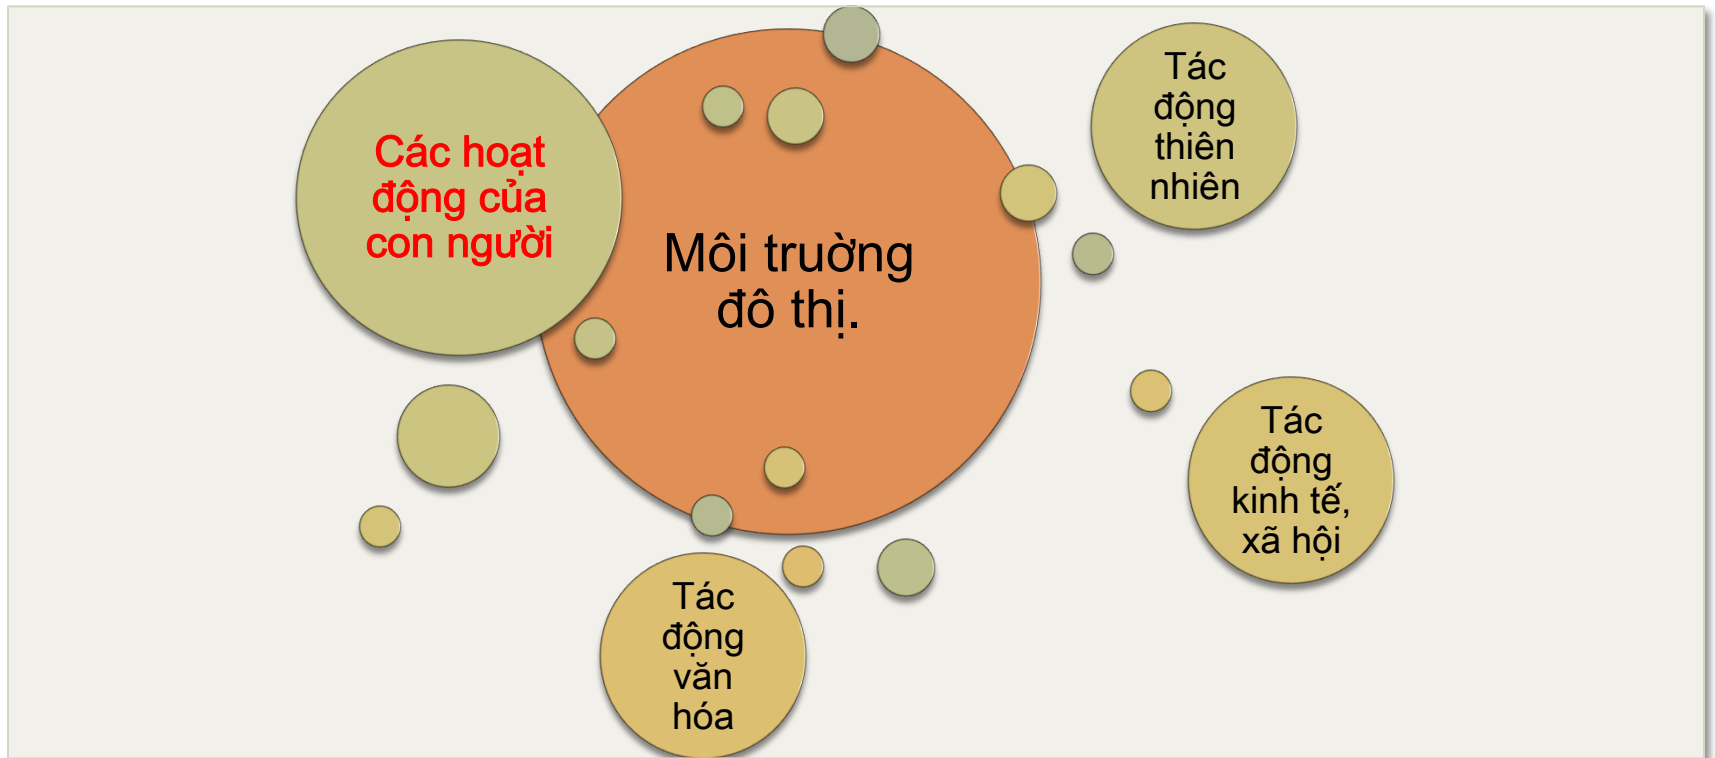 Các hoạt
động của
con người
Môi truờng
đô thị.
Tác
động
thiên
nhiên
Tác
động
kinh tế,
xã hội
Tác
động
văn
hóa